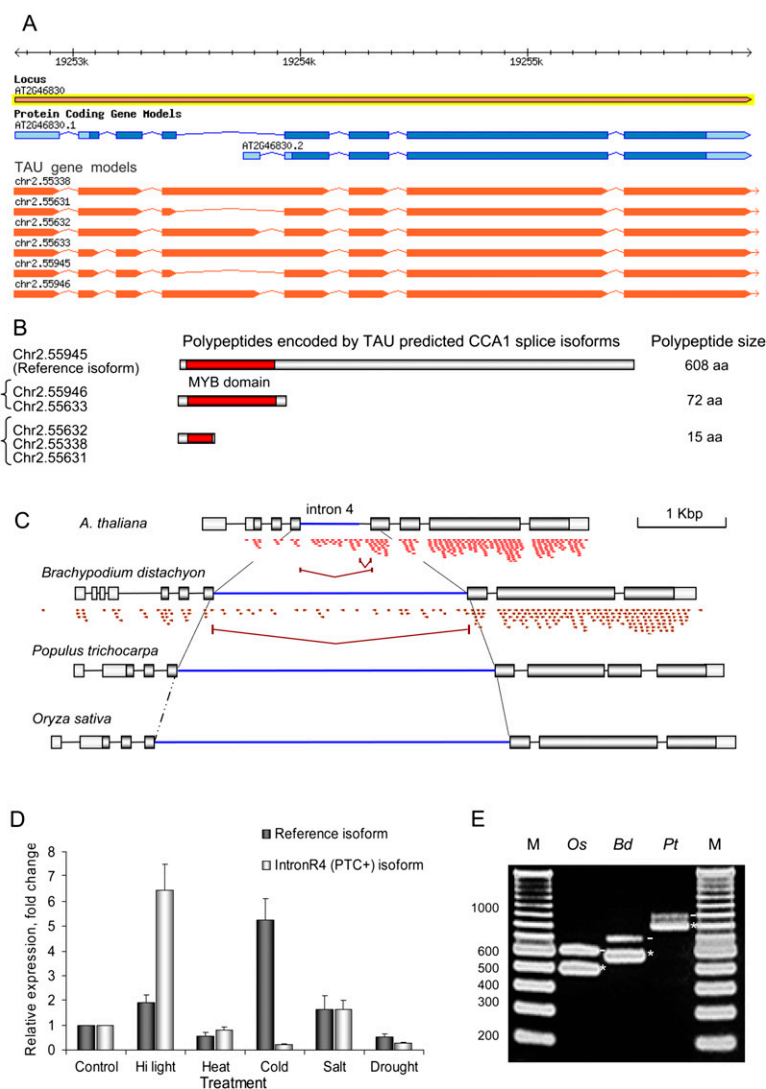 A
19253k 19254k 19255k
Locus
AT2G46830
Protein Coding Gene Models
AT2G46830.1
AT2G46830.2
TAU gene models
chr2.55338
chr2.55631
chr2.55632
chr2.55633
chr2.55945
chr2.55946
B
Polypeptides encoded by TAU predicted CCA1 splice isoforms Polypeptide size
Chr2.55945
(Reference isoform) 608 aa
MYB domain
Chr2.55946
Chr2.55633 72 aa
Chr2.55632
Chr2.55338 15 aa
Chr2.55631
C
intron 4
A. thaliana 1 Kbp
Brachypodium distachyon
Populus trichocarpa
Oryza sativa
D
Reference isoform
IntronR4 (PTC+) isoform
Relative expression, fold change
8
7
6
5
4
3
2
1
0
Control Hi light Heat Cold Salt Drought
Treatment
E
M Os Bd Pt M
1000
600
500
400
300
200